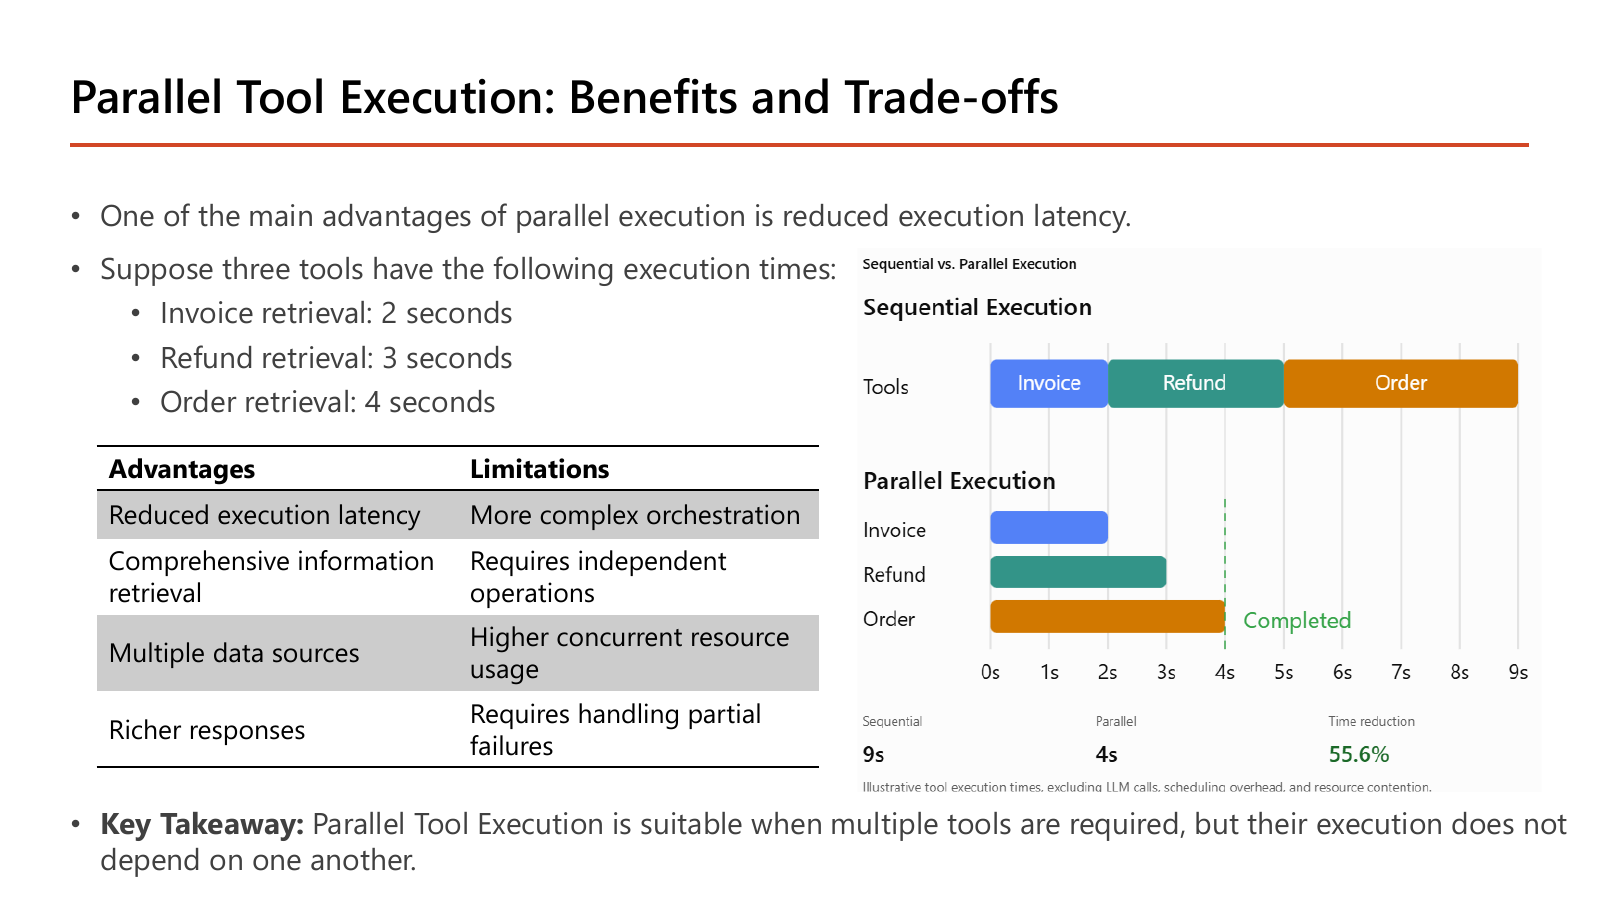 Parallel Tool Execution: Benefits and Trade-offs
• One of the main advantages of parallel execution is reduced execution latency.
• Suppose three tools have the following execution times:
• Invoice retrieval: 2 seconds
• Refund retrieval: 3 seconds
• Order retrieval: 4 seconds
Advantages Limitations
Reduced execution latency More complex orchestration
Comprehensive information Requires independent
retrieval operations
Multiple data sources Higher concurrent resource
usage
Richer responses Requires handling partial
failures
Sequential vs. Parallel Execution
Sequential Execution
Tools Invoice Refund Order
Parallel Execution
Invoice
Refund
Order Completed
0s 1s 2s 3s 4s 5s 6s 7s 8s 9s
Sequential Parallel Time reduction
9s 4s 55.6%
Illustrative tool execution times, excluding LLM calls, scheduling overhead, and resource contention.
• Key Takeaway: Parallel Tool Execution is suitable when multiple tools are required, but their execution does not
depend on one another.